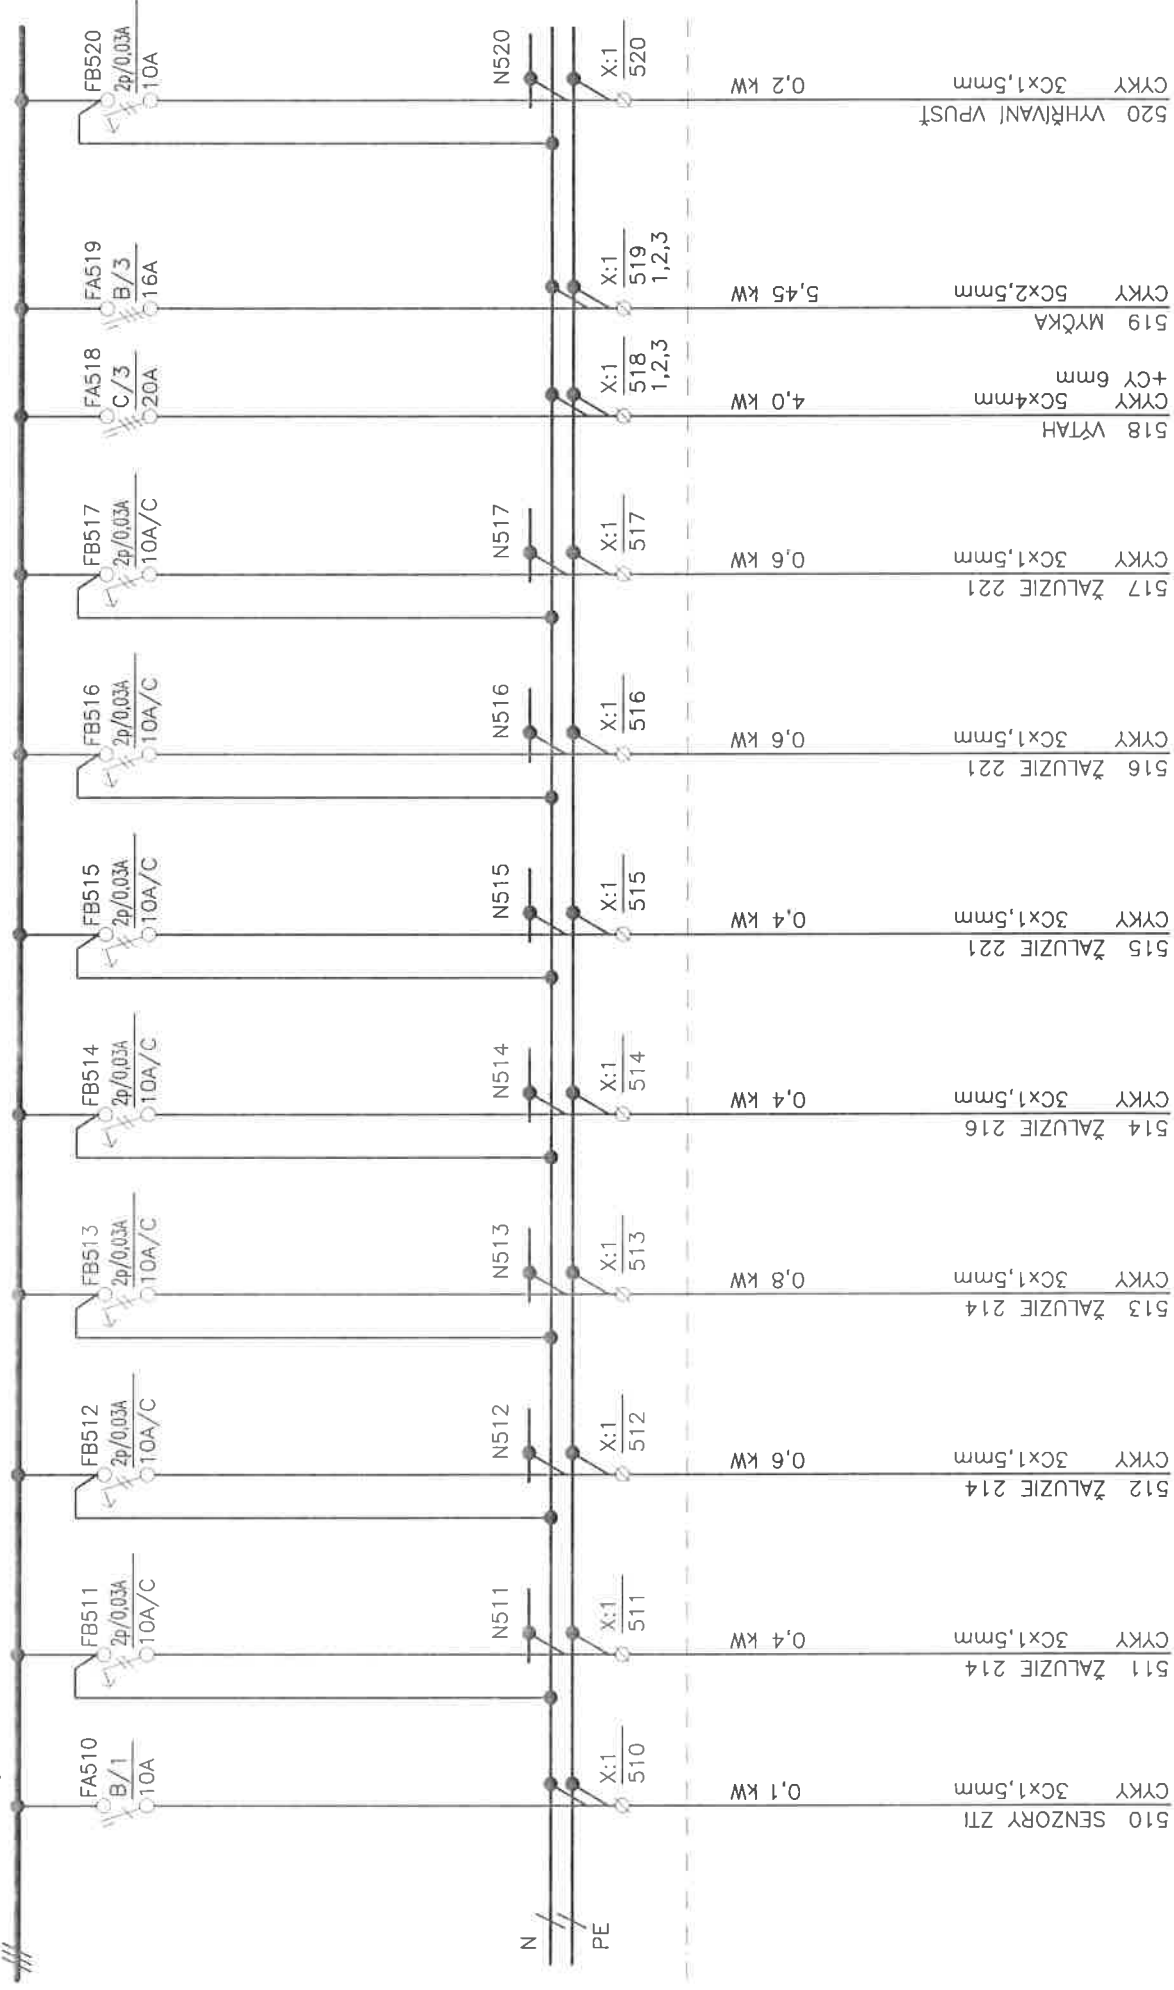 FA510
B/1
10A
X:1
510
0,1 kW
510 SENZORY ZTI
CYKY 3Cx1,5mm
FB511
2p/0,03A
10A/C
N511
X:1
511
0,4 kW
511 ŽALUZIE 214
CYKY 3Cx1,5mm
FB512
2p/0,03A
10A/C
N512
X:1
512
0,6 kW
512 ŽALUZIE 214
CYKY 3Cx1,5mm
FB513
2p/0,03A
10A/C
N513
X:1
513
0,8 kW
513 ŽALUZIE 214
CYKY 3Cx1,5mm
FB514
2p/0,03A
10A/C
N514
X:1
514
0,4 kW
514 ŽALUZIE 216
CYKY 3Cx1,5mm
FB515
2p/0,03A
10A/C
N515
X:1
515
0,4 kW
515 ŽALUZIE 221
CYKY 3Cx1,5mm
FB516
2p/0,03A
10A/C
N516
X:1
516
0,6 kW
516 ŽALUZIE 221
CYKY 3Cx1,5mm
FB517
2p/0,03A
10A/C
N517
X:1
517
0,6 kW
517 ŽALUZIE 221
CYKY 3Cx1,5mm
FA518
C/3
20A
X:1
518
1,2,3
4,0 kW
518 VÝTAH
CYKY 5Cx4mm
+CY 6mm
FA519
B/3
16A
X:1
519
1,2,3
5,45 kW
519 MYČKA
CYKY 5Cx2,5mm
FB520
2p/0,03A
10A
N520
X:1
520
0,2 kW
520 VYHŘÍVANÍ VPUSŤ
CYKY 3Cx1,5mm
N
PE